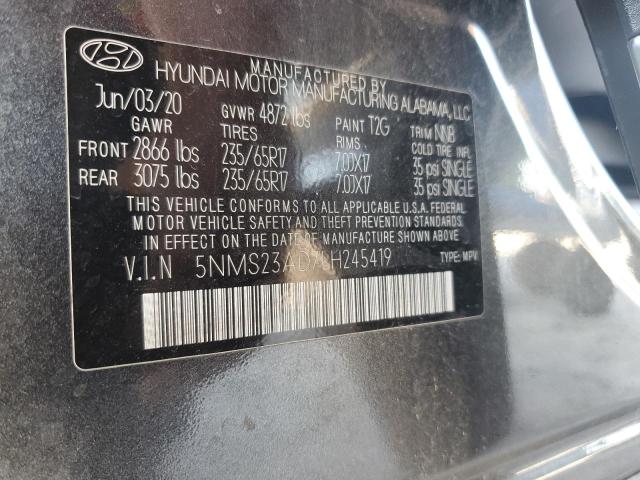 MANUFACTURED BY
HYUNDAI MOTOR MANUFACTURING ALABAMA, LLC
Jun/03/20 GVWR 4872 lbs PAINT T2G TRIM NNB
GAWR TIRES RIMS COLD TIRE INFL
FRONT 2866 lbs 235/65R17 7.00X17 35 psi SINGLE
REAR 3075 lbs 235/65R17 7.00X17 35 psi SINGLE
THIS VEHICLE CONFORMS TO ALL APPLICABLE U.S.A. FEDERAL
MOTOR VEHICLE SAFETY AND THEFT PREVENTION STANDARDS
IN EFFECT ON THE DATE OF MANUFACTURE SHOWN ABOVE.
V.I.N TYPE: MPV